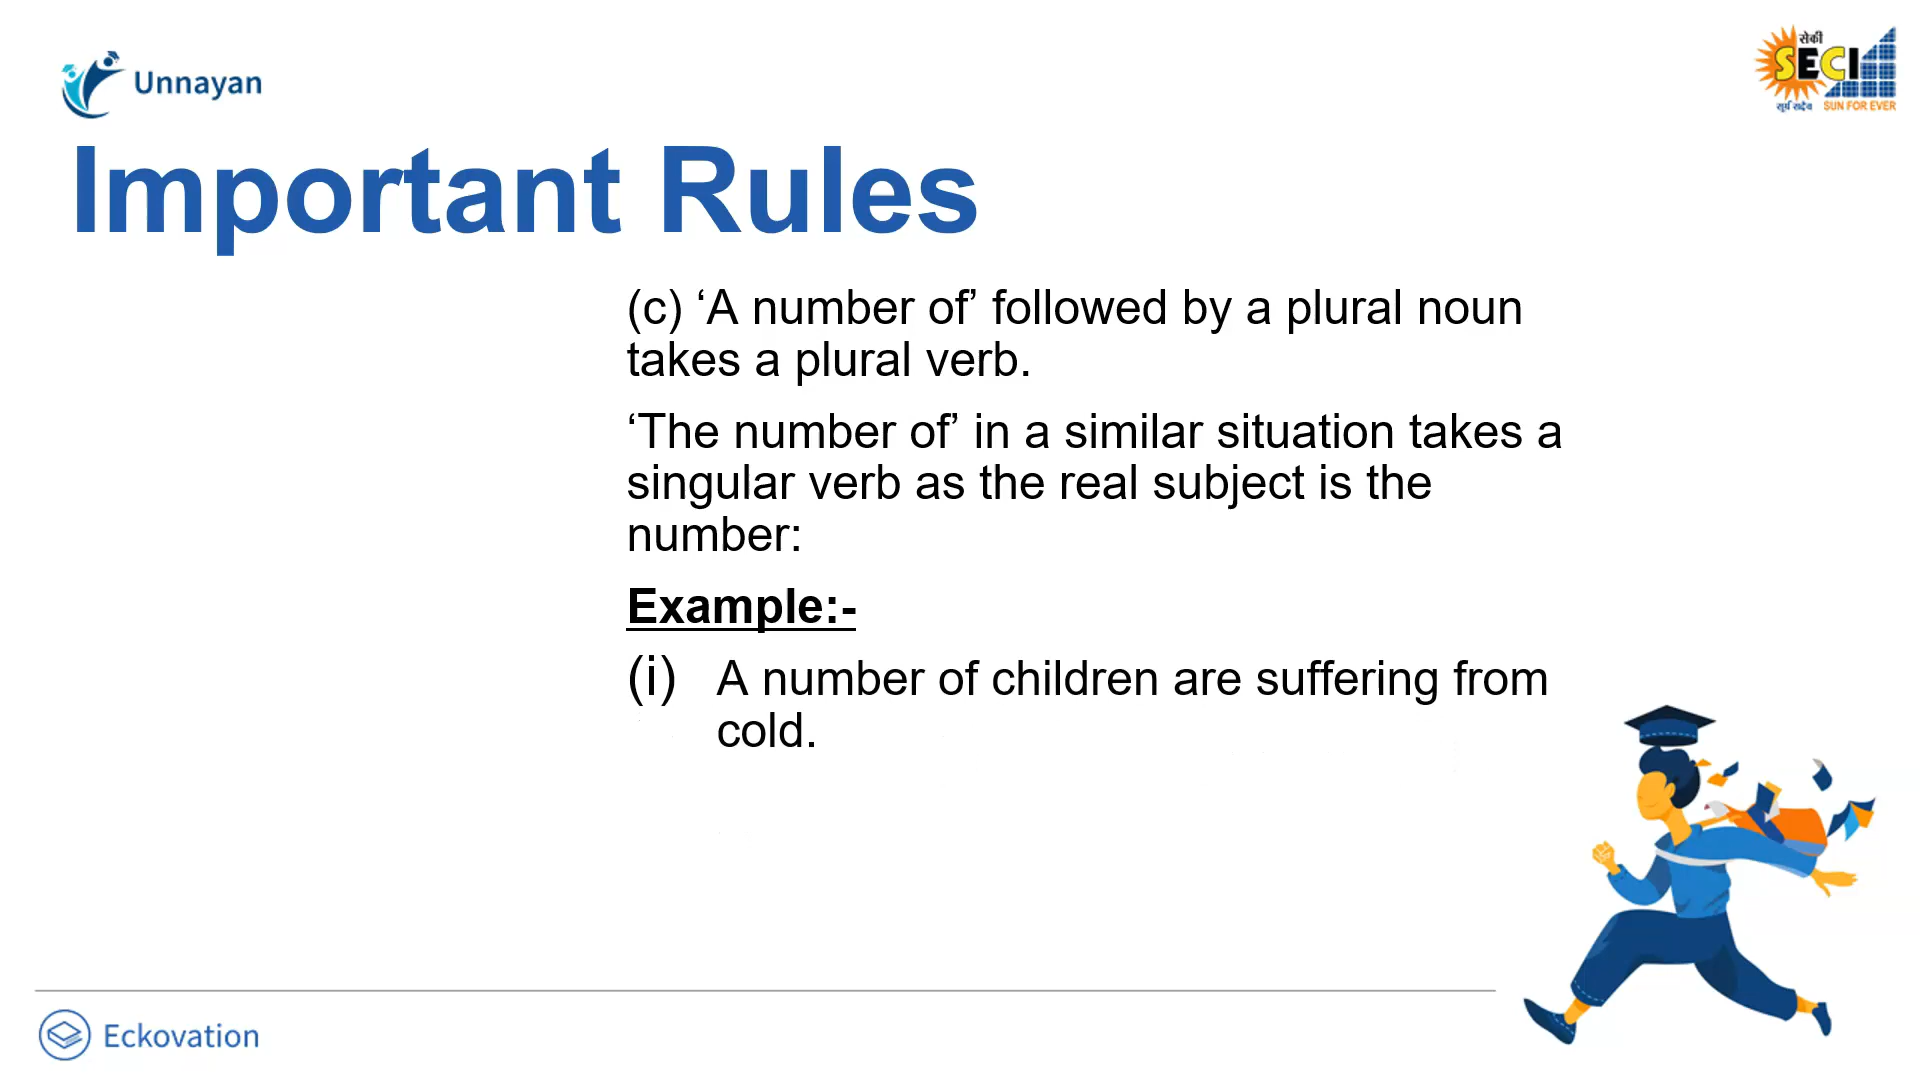 Unnayan
सेकी
SECI
सूर्य सदैव SUN FOR EVER
Important Rules
(c) ‘A number of’ followed by a plural noun
takes a plural verb.
‘The number of’ in a similar situation takes a
singular verb as the real subject is the
number:
Example:-
(i) A number of children are suffering from
cold.
Eckovation